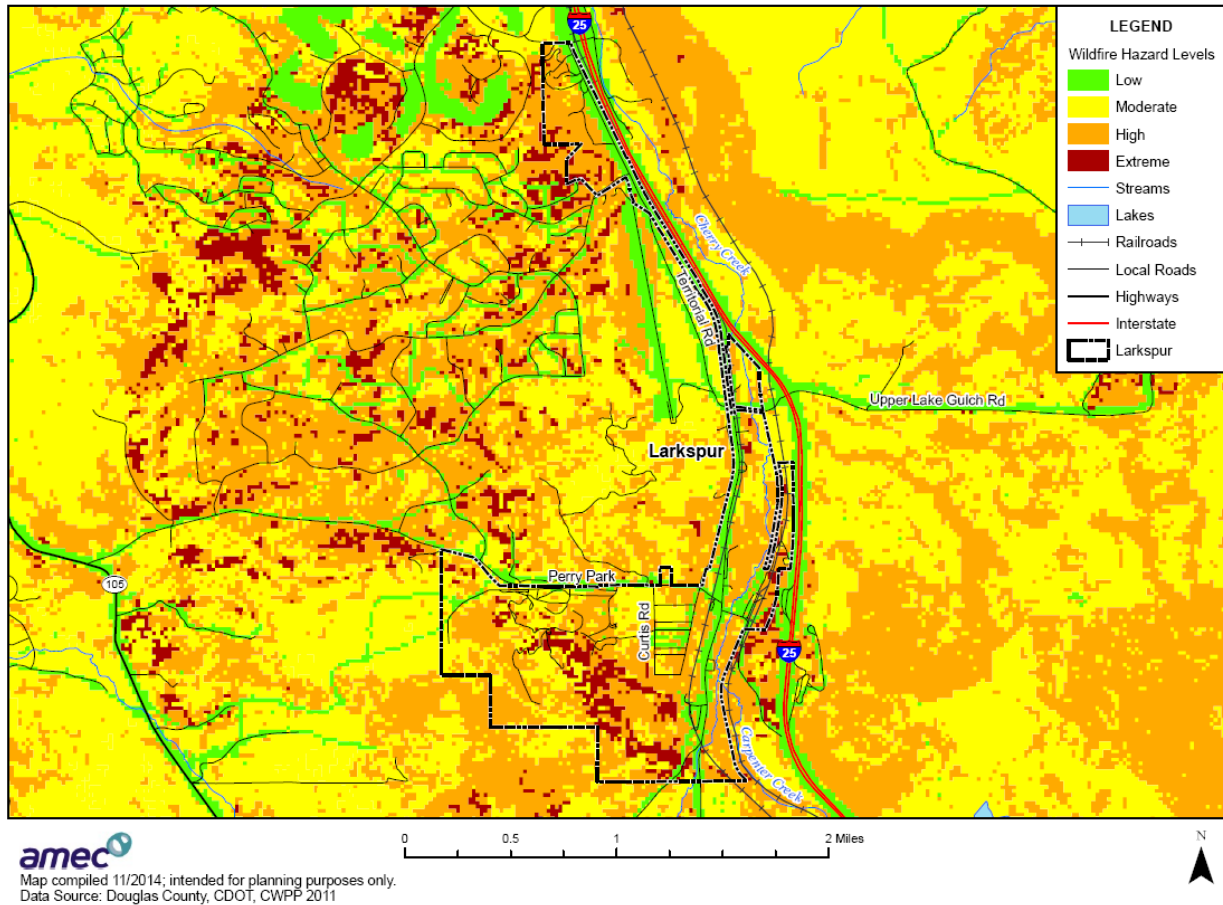 25
LEGEND
Wildfire Hazard Levels
Low
Moderate
High
Extreme
Streams
Lakes
Railroads
Local Roads
Highways
Interstate
Larkspur
Cherry Creek
Territorial Rd
Upper Lake Gulch Rd
Larkspur
105
Perry Park
Curtis Rd
25
Carpenter Creek
amec
0 0.5 1 2 Miles
N
Map compiled 11/2014; intended for planning purposes only.
Data Source: Douglas County, CDOT, CWPP 2011